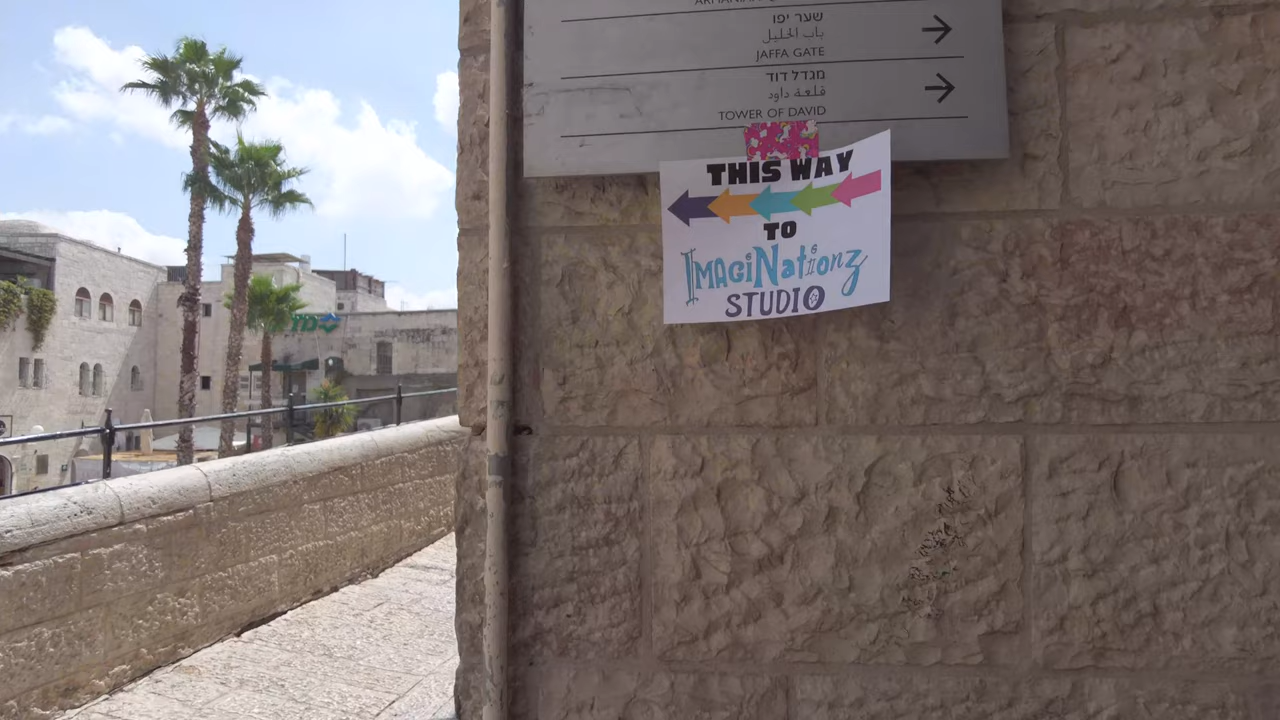 שער יפו
باب الخليل
JAFFA GATE
מגדל דוד
قلعة داود
TOWER OF DAVID
THIS WAY
TO
IMAGINATIONZ
STUDIO